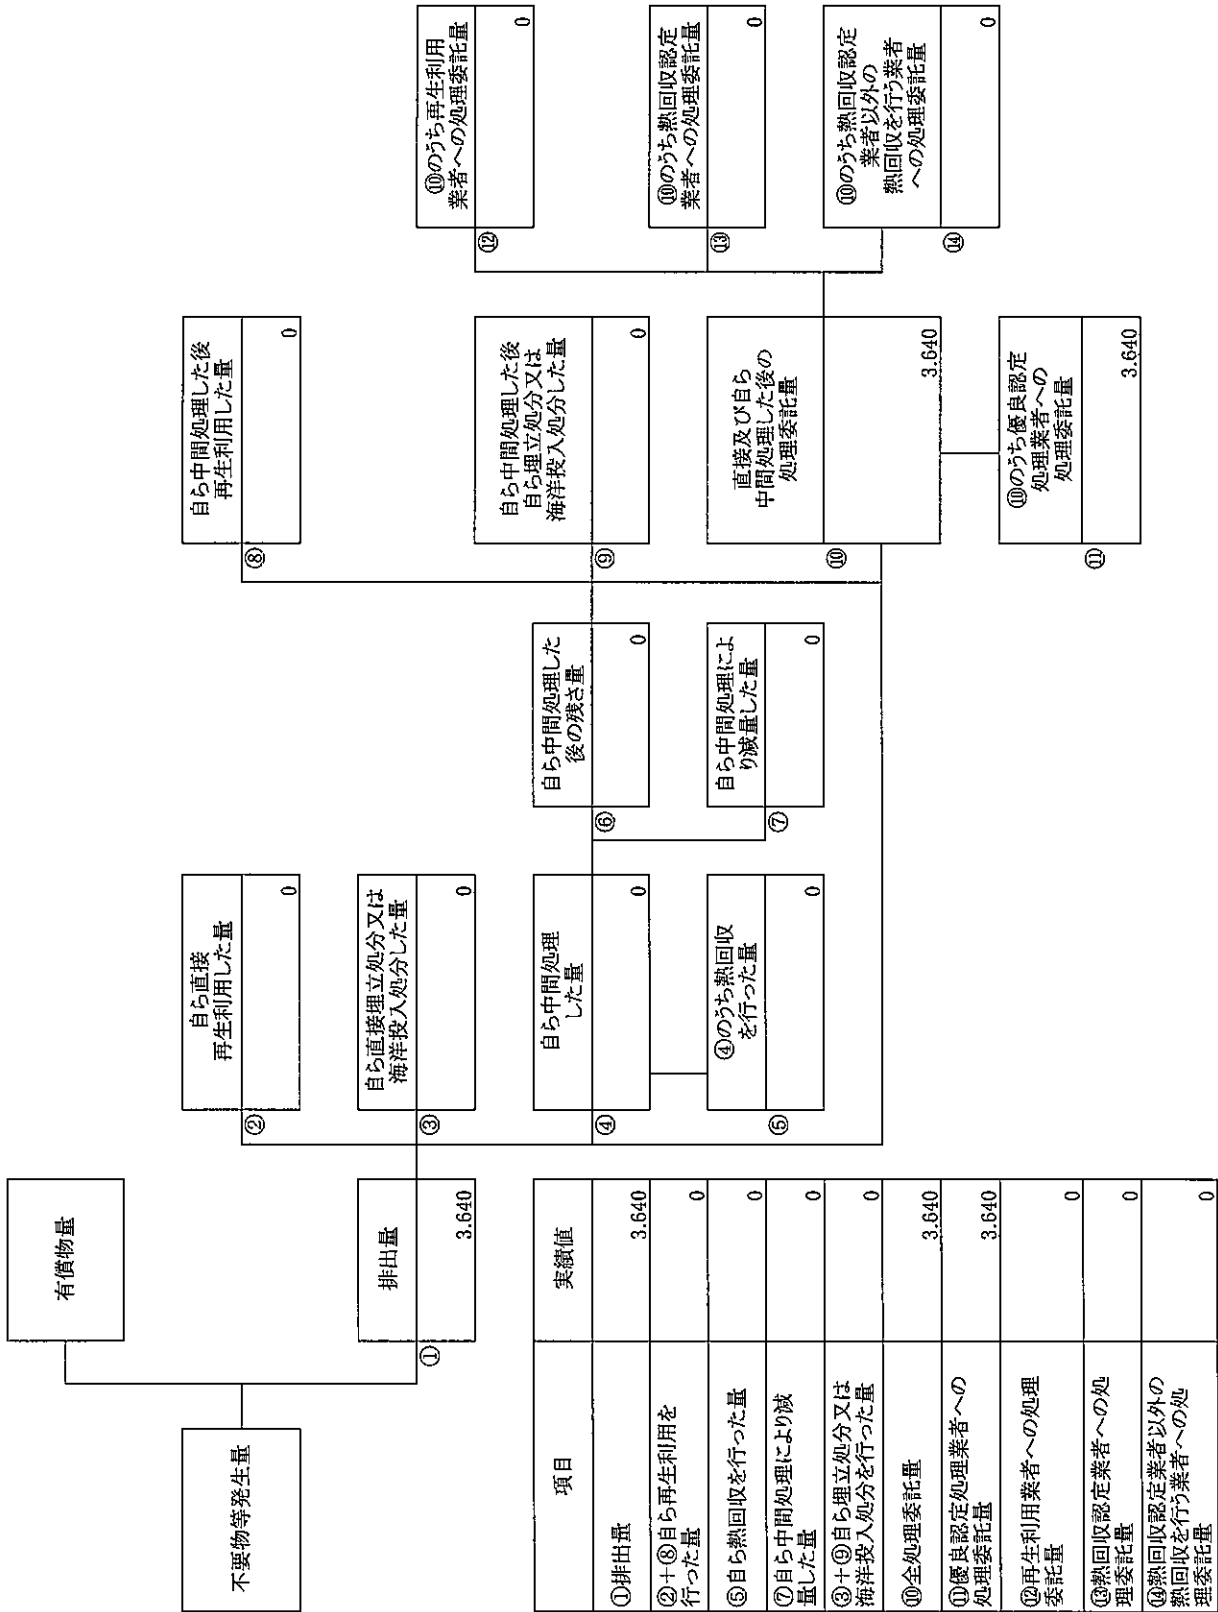 不要物等発生量
有償物量
①
排出量
3.640
②
自ら直接
再生利用した量
0
③
自ら直接埋立処分又は
海洋投入処分した量
0
④
自ら中間処理
した量
0
⑤
④のうち熱回収
を行った量
0
⑥
自ら中間処理した
後の残さ量
0
⑦
自ら中間処理によ
り減量した量
0
⑧
自ら中間処理した後
再生利用した量
0
⑨
自ら中間処理した後
自ら埋立処分又は
海洋投入処分した量
0
⑩
直接及び自ら
中間処理した後の
処理委託量
3.640
⑪
⑩のうち優良認定
処理業者への
処理委託量
3.640
⑫
⑩のうち再生利用
業者への処理委託量
0
⑬
⑩のうち熱回収認定
業者への処理委託量
0
⑭
⑩のうち熱回収認定
業者以外の
熱回収を行う業者
への処理委託量
0
項目 実績値
①排出量 3.640
②＋⑧自ら再生利用を
行った量 0
⑤自ら熱回収を行った量 0
⑦自ら中間処理により減
量した量 0
③＋⑨自ら埋立処分又は
海洋投入処分を行った量 0
⑩全処理委託量 3.640
⑪優良認定処理業者への
処理委託量 3.640
⑫再生利用業者への処理
委託量 0
⑬熱回収認定業者への処
理委託量 0
⑭熱回収認定業者以外の
熱回収を行う業者への処
理委託量 0